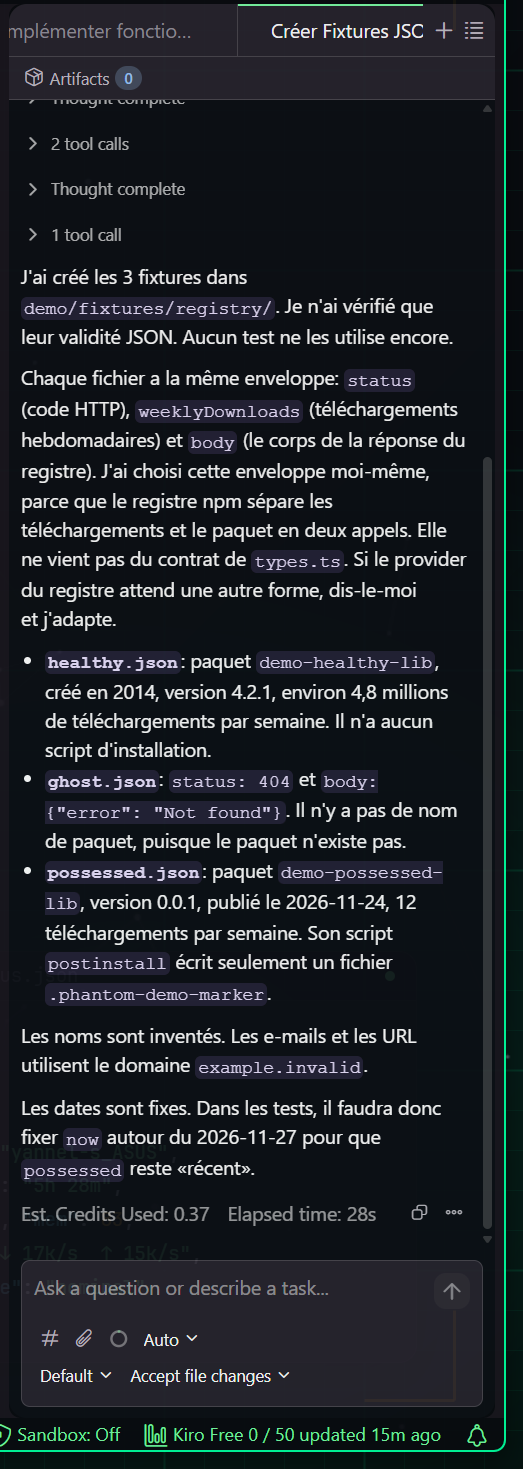 mplémenter fonctio...
Créer Fixtures JSC
Artifacts 0
Thought complete
2 tool calls
Thought complete
1 tool call
J'ai créé les 3 fixtures dans
demo/fixtures/registry/. Je n'ai vérifié que
leur validité JSON. Aucun test ne les utilise encore.
Chaque fichier a la même enveloppe: status
(code HTTP), weeklyDownloads (téléchargements
hebdomadaires) et body (le corps de la réponse du
registre). J'ai choisi cette enveloppe moi-même,
parce que le registre npm sépare les
téléchargements et le paquet en deux appels. Elle
ne vient pas du contrat de types.ts. Si le provider
du registre attend une autre forme, dis-le-moi
et j'adapte.
• healthy.json: paquet demo-healthy-lib,
créé en 2014, version 4.2.1, environ 4,8 millions
de téléchargements par semaine. Il n'a aucun
script d'installation.
• ghost.json: status: 404 et body:
{"error": "Not found"}. Il n'y a pas de nom
de paquet, puisque le paquet n'existe pas.
• possessed.json: paquet demo-possessed-
lib, version 0.0.1, publié le 2026-11-24, 12
téléchargements par semaine. Son script
postinstall écrit seulement un fichier
.phantom-demo-marker.
Les noms sont inventés. Les e-mails et les URL
utilisent le domaine example.invalid.
Les dates sont fixes. Dans les tests, il faudra donc
fixer now autour du 2026-11-27 pour que
possessed reste «récent».
"5h 28m",
Est. Credits Used: 0.37 Elapsed time: 28s
↓ 17k/s ↑ 15k/s",
Ask a question or describe a task...
Auto
Default
Accept file changes
Sandbox: Off
Kiro Free 0 / 50 updated 15m ago